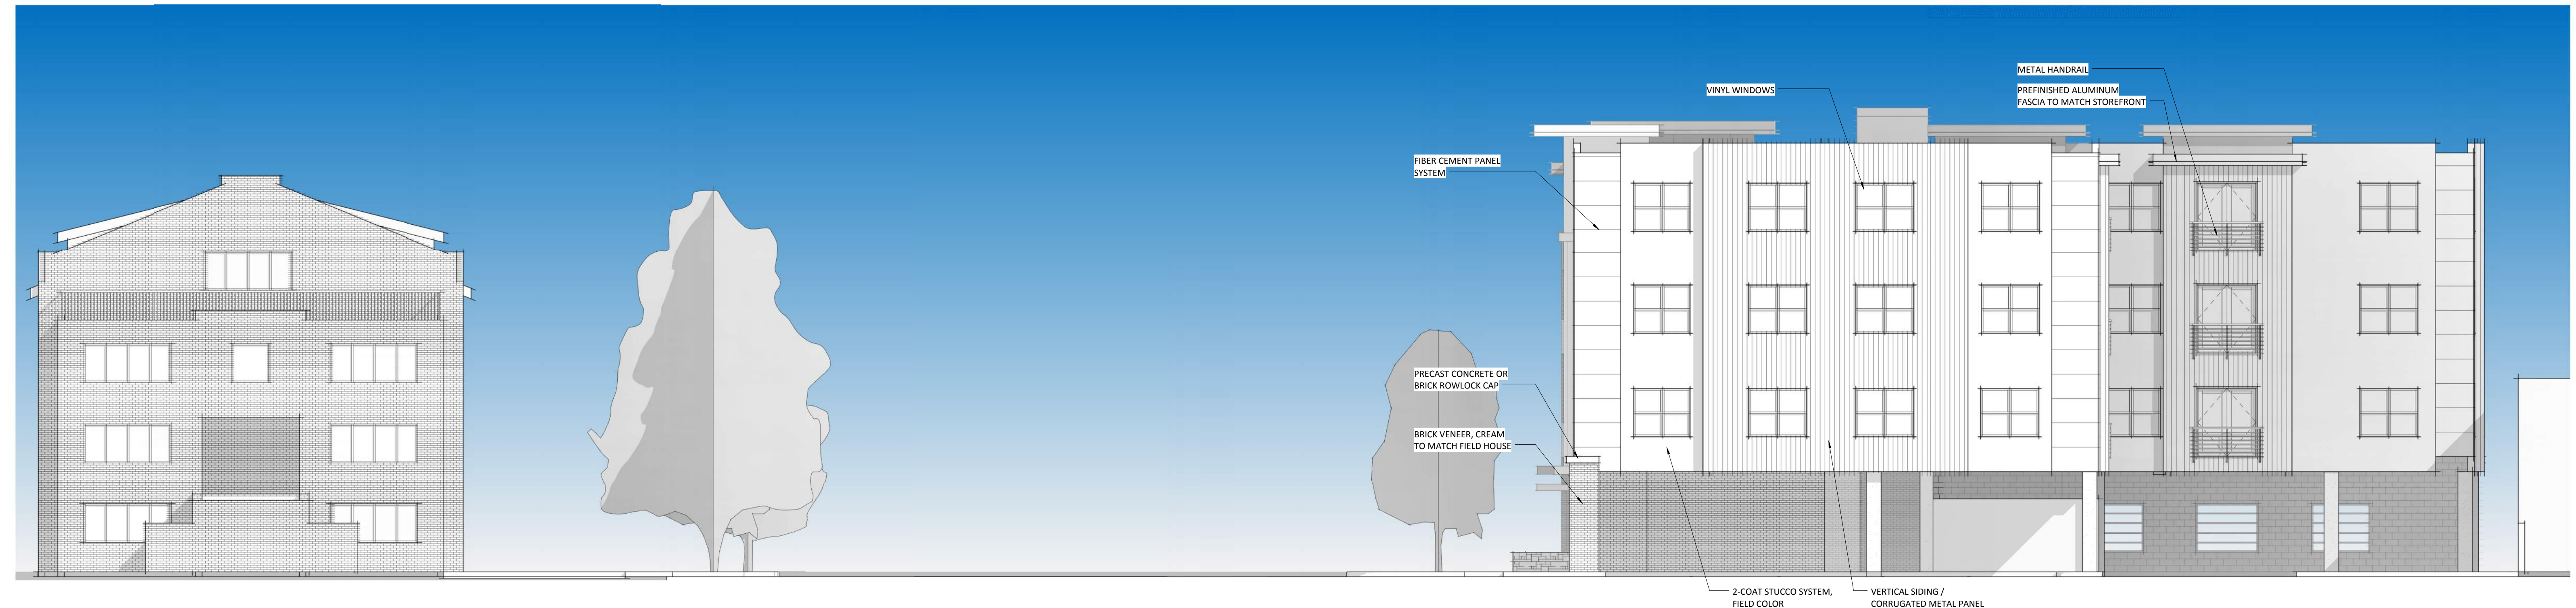 METAL HANDRAIL
PREFINISHED ALUMINUM
FASCIA TO MATCH STOREFRONT
VINYL WINDOWS
FIBER CEMENT PANEL
SYSTEM
PRECAST CONCRETE OR
BRICK ROWLOCK CAP
BRICK VENEER, CREAM
TO MATCH FIELD HOUSE
2-COAT STUCCO SYSTEM,
FIELD COLOR
VERTICAL SIDING /
CORRUGATED METAL PANEL